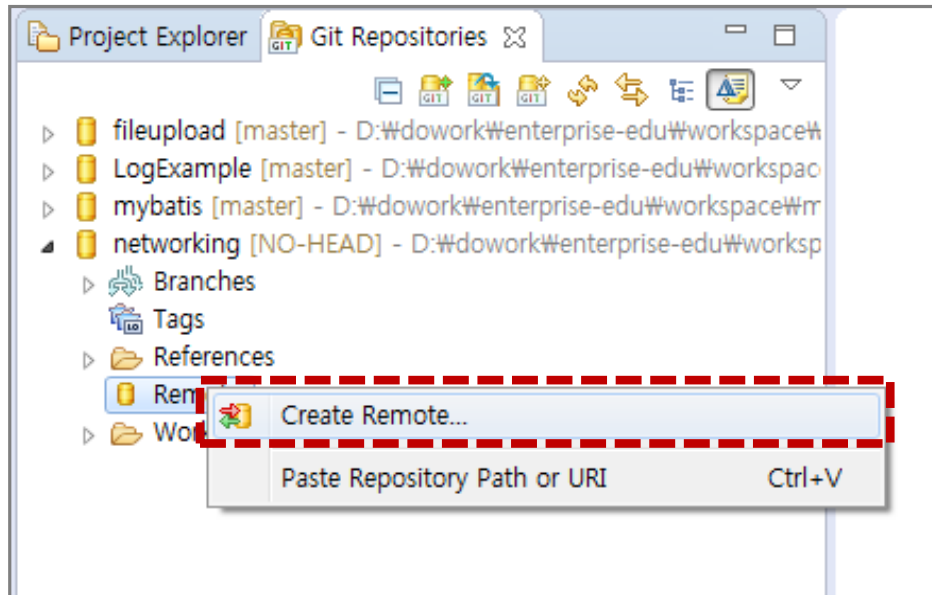 Project Explorer Git Repositories
fileupload [master] - D:₩dowork₩enterprise-edu₩workspace₩
LogExample [master] - D:₩dowork₩enterprise-edu₩workspac
mybatis [master] - D:₩dowork₩enterprise-edu₩workspace₩m
networking [NO-HEAD] - D:₩dowork₩enterprise-edu₩worksp
Branches
Tags
References
Rem
Create Remote...
Wor
Paste Repository Path or URI Ctrl+V